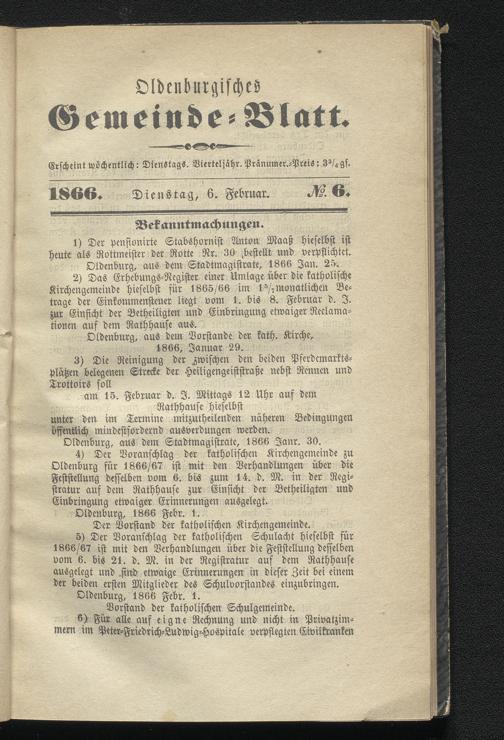 Oldenburgisches
Gemeinde-Blatt.
Erscheint wöchentlich: Dienstags. Vierteljähr. Pränumer.-Preis: 3¾ gs.
1866. Dienstag, 6. Februar. №. 6.
Bekanntmachungen.
1) Der pensionirte Stabshornist Anton Maaß hieselbst ist
heute als Rottmeister der Rotte Nr. 30 bestellt und verpflichtet.
Oldenburg, aus dem Stadtmagistrate, 1866 Jan. 25.
2) Das Erhebungs-Register einer Umlage über die katholische
Kirchengemeinde hieselbst für 1865/66 im monatlichen Be-
trage der Einkommensteuer liegt vom 1. bis 8. Februar d. J.
zur Einsicht der Betheiligten und Einbringung etwaiger Reclama-
tionen auf dem Rathhause aus.
Oldenburg, aus dem Vorstande der kath. Kirche,
1866, Januar 29.
3) Die Reinigung der zwischen den beiden Pferdemarkts-
plätzen belegenen Strecke der Heiligengeiststraße nebst Rennen und
Trottoirs soll
am 15. Februar d. J. Mittags 12 Uhr auf dem
Rathhause hieselbst
unter den im Termine mitzutheilenden näheren Bedingungen
öffentlich mindestfordernd ausverdungen werden.
Oldenburg, aus dem Stadtmagistrate, 1866 Janr. 30.
4) Der Voranschlag der katholischen Kirchengemeinde zu
Oldenburg für 1866/67 ist mit den Verhandlungen über die
Feststellung desselben vom 6. bis zum 14. d. M. in der Regi-
stratur auf dem Rathhause zur Einsicht der Betheiligten und
Einbringung etwaiger Erinnerungen ausgelegt.
Oldenburg, 1866 Febr. 1.
Der Vorstand der katholischen Kirchengemeinde.
5) Der Voranschlag der katholischen Schulacht hieselbst für
1866/67 ist mit den Verhandlungen über die Feststellung desselben
vom 6. bis 21. d. M. in der Registratur auf dem Rathhause
ausgelegt und sind etwaige Erinnerungen in dieser Zeit bei einem
der beiden ersten Mitglieder des Schulvorstandes einzubringen.
Oldenburg, 1866 Febr. 1.
Vorstand der katholischen Schulgemeinde.
6) Für alle auf eigne Rechnung und nicht in Privatzim-
mern im Peter-Friedrich-Ludwig-Hospitale verpflegten Civilkranken